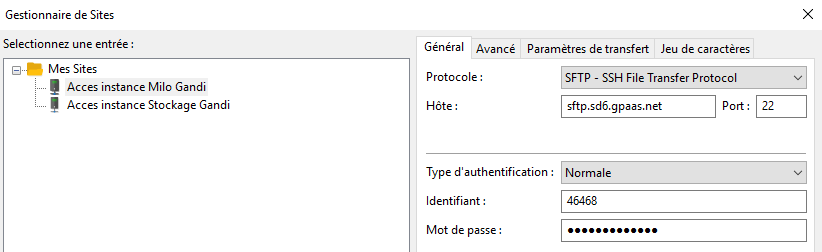 Gestionnaire de Sites
Selectionnez une entrée :
Mes Sites
Acces instance Milo Gandi
Acces instance Stockage Gandi
Général Avancé Paramètres de transfert Jeu de caractères
Protocole : SFTP - SSH File Transfer Protocol
Hôte : sftp.sd6.gpaas.net Port : 22
Type d'authentification : Normale
Identifiant : 46468
Mot de passe : ●●●●●●●●●●●●●